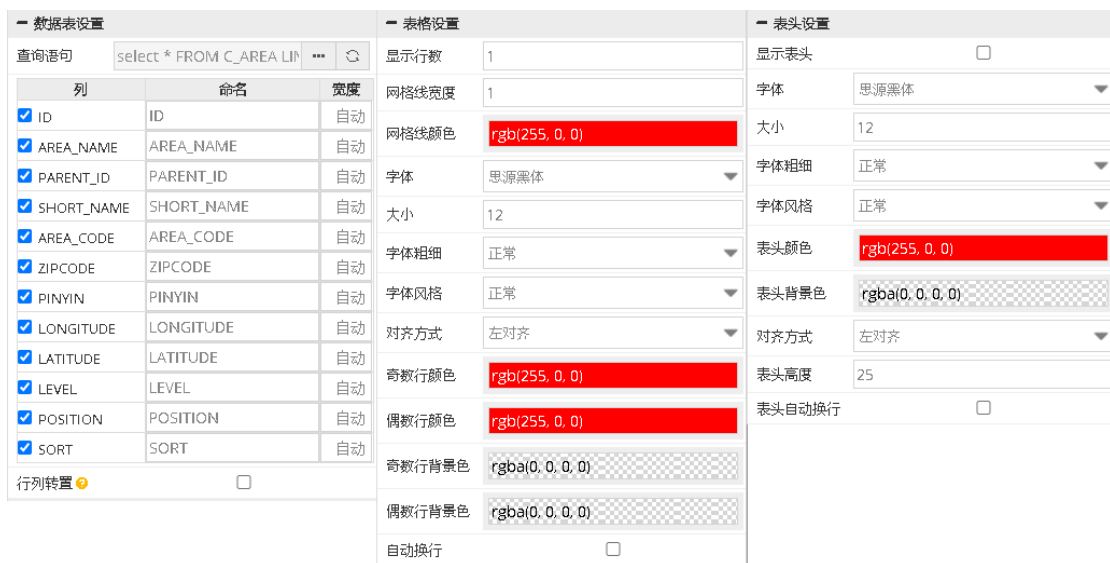 数据表设置
查询语句 select * FROM C_AREA LIN ...
列 命名 宽度
ID ID 自动
AREA_NAME AREA_NAME 自动
PARENT_ID PARENT_ID 自动
SHORT_NAME SHORT_NAME 自动
AREA_CODE AREA_CODE 自动
ZIPCODE ZIPCODE 自动
PINYIN PINYIN 自动
LONGITUDE LONGITUDE 自动
LATITUDE LATITUDE 自动
LEVEL LEVEL 自动
POSITION POSITION 自动
SORT SORT 自动
行列转置 ?
表格设置
显示行数 1
网格线宽度 1
网格线颜色 rgb(255, 0, 0)
字体 思源黑体
大小 12
字体粗细 正常
字体风格 正常
对齐方式 左对齐
奇数行颜色 rgb(255, 0, 0)
偶数行颜色 rgb(255, 0, 0)
奇数行背景色 rgba(0, 0, 0, 0)
偶数行背景色 rgba(0, 0, 0, 0)
自动换行
表头设置
显示表头
字体 思源黑体
大小 12
字体粗细 正常
字体风格 正常
表头颜色 rgb(255, 0, 0)
表头背景色 rgba(0, 0, 0, 0)
对齐方式 左对齐
表头高度 25
表头自动换行